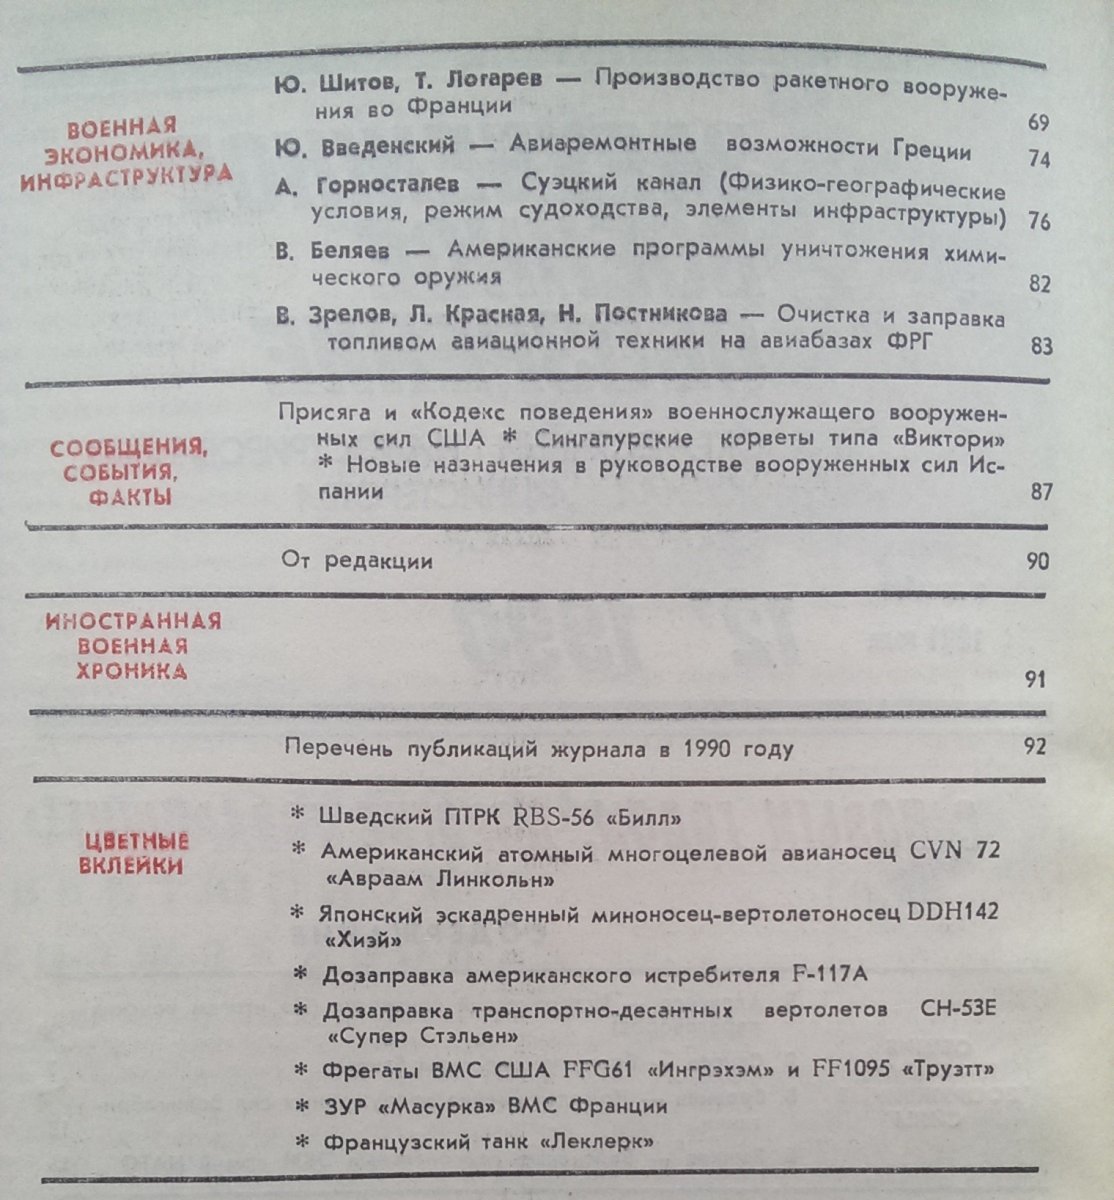 ВОЕННАЯ
ЭКОНОМИКА,
ИНФРАСТРУКТУРА
Ю. Шитов, Т. Логарев — Производство ракетного вооруже-
ния во Франции 69
Ю. Введенский — Авиаремонтные возможности Греции 74
А. Горносталев — Суэцкий канал (Физико-географические
условия, режим судоходства, элементы инфраструктуры) 76
В. Беляев — Американские программы уничтожения хими-
ческого оружия 82
В. Зрелов, Л. Красная, Н. Постникова — Очистка и заправка
топливом авиационной техники на авиабазах ФРГ 83
СООБЩЕНИЯ,
СОБЫТИЯ,
ФАКТЫ
Присяга и «Кодекс поведения» военнослужащего вооружен-
ных сил США * Сингапурские корветы типа «Виктори»
* Новые назначения в руководстве вооруженных сил Ис-
пании 87
От редакции 90
ИНОСТРАННАЯ
ВОЕННАЯ
ХРОНИКА
91
Перечень публикаций журнала в 1990 году 92
ЦВЕТНЫЕ
ВКЛЕЙКИ
* Шведский ПТРК RBS-56 «Билл»
* Американский атомный многоцелевой авианосец CVN 72
«Авраам Линкольн»
* Японский эскадренный миноносец-вертолетоносец DDH142
«Хиэй»
* Дозаправка американского истребителя F-117A
* Дозаправка транспортно-десантных вертолетов CH-53E
«Супер Стэльен»
* Фрегаты ВМС США FFG61 «Ингрэхэм» и FF1095 «Труэтт»
* ЗУР «Масурка» ВМС Франции
* Французский танк «Леклерк»